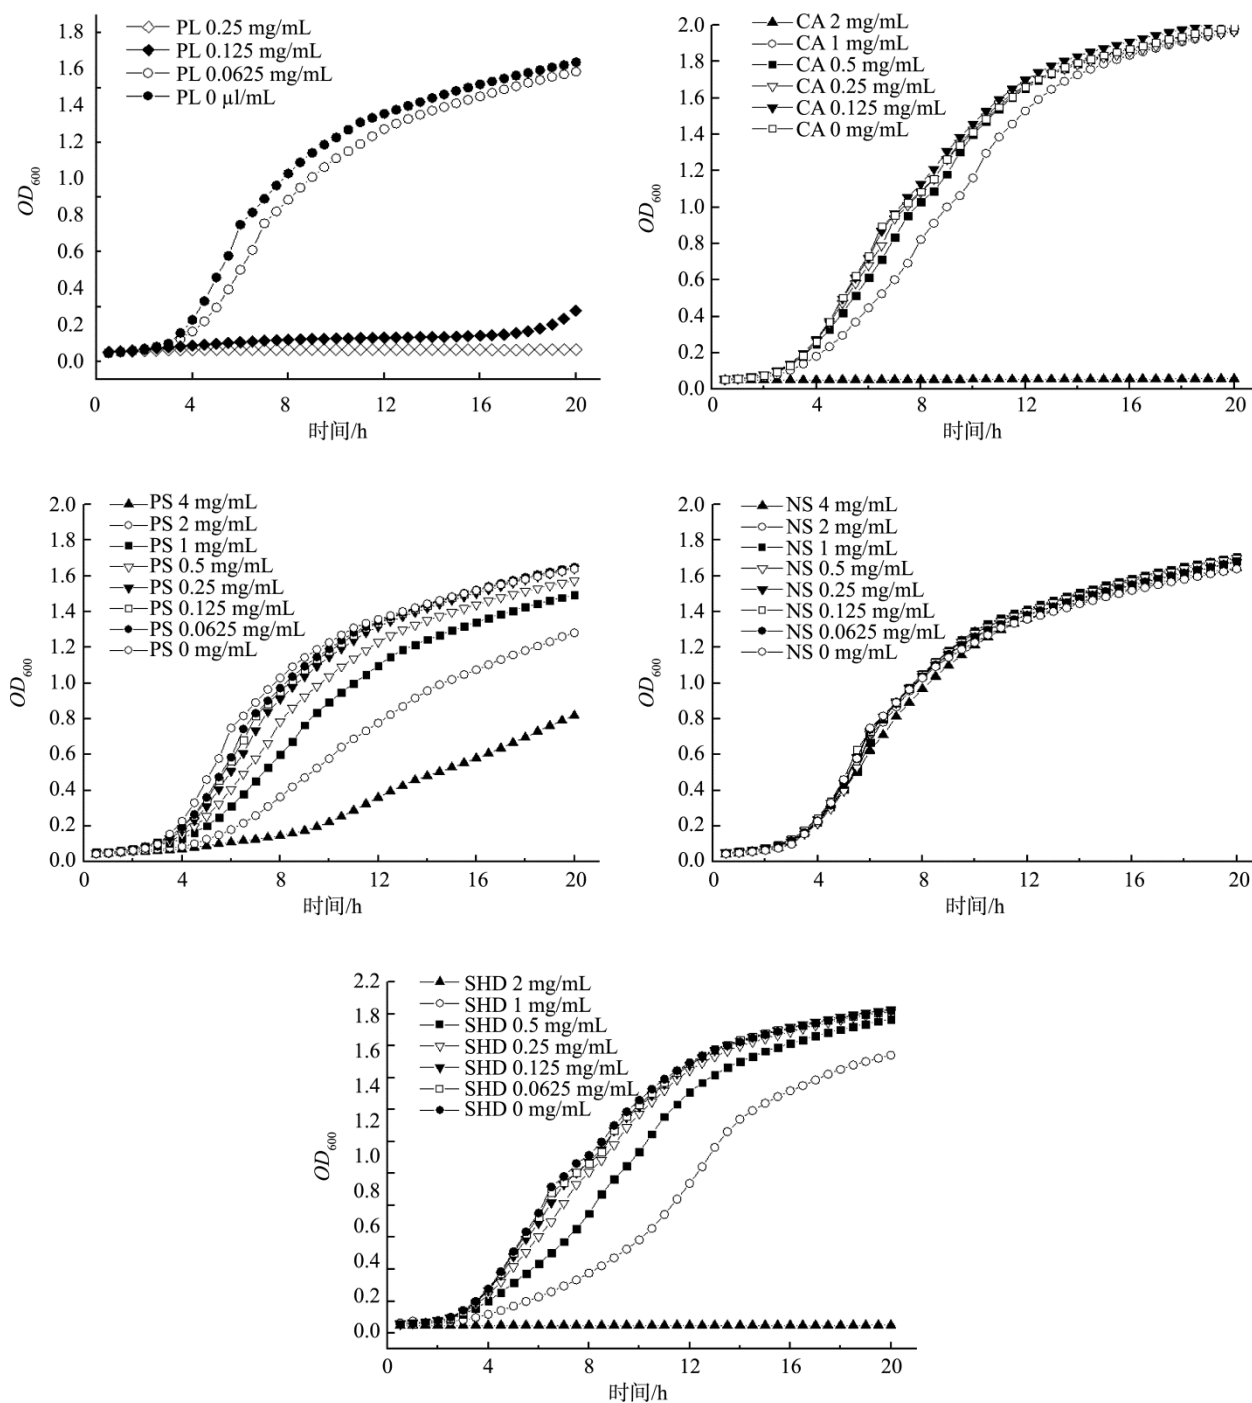 PL 0.25 mg/mL
PL 0.125 mg/mL
PL 0.0625 mg/mL
PL 0 μl/mL
1.8
1.6
1.4
1.2
1.0
0.8
0.6
0.4
0.2
0.0
OD600
0 4 8 12 16 20
时间/h
CA 2 mg/mL
CA 1 mg/mL
CA 0.5 mg/mL
CA 0.25 mg/mL
CA 0.125 mg/mL
CA 0 mg/mL
2.0
1.8
1.6
1.4
1.2
1.0
0.8
0.6
0.4
0.2
0.0
OD600
0 4 8 12 16 20
时间/h
PS 4 mg/mL
PS 2 mg/mL
PS 1 mg/mL
PS 0.5 mg/mL
PS 0.25 mg/mL
PS 0.125 mg/mL
PS 0.0625 mg/mL
PS 0 mg/mL
2.0
1.8
1.6
1.4
1.2
1.0
0.8
0.6
0.4
0.2
0.0
OD600
0 4 8 12 16 20
时间/h
NS 4 mg/mL
NS 2 mg/mL
NS 1 mg/mL
NS 0.5 mg/mL
NS 0.25 mg/mL
NS 0.125 mg/mL
NS 0.0625 mg/mL
NS 0 mg/mL
2.0
1.8
1.6
1.4
1.2
1.0
0.8
0.6
0.4
0.2
0.0
OD600
0 4 8 12 16 20
时间/h
SHD 2 mg/mL
SHD 1 mg/mL
SHD 0.5 mg/mL
SHD 0.25 mg/mL
SHD 0.125 mg/mL
SHD 0.0625 mg/mL
SHD 0 mg/mL
2.2
1.8
1.6
1.4
1.2
1.0
0.8
0.6
0.4
0.2
0.0
OD600
0 4 8 12 16 20
时间/h